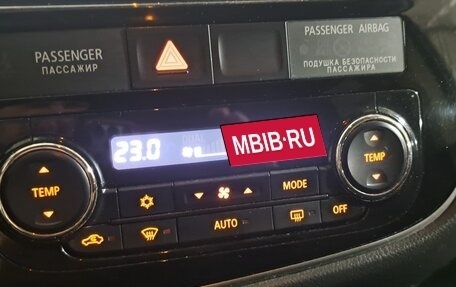 PASSENGER
ПАССАЖИР
PASSENGER AIRBAG
ПОДУШКА БЕЗОПАСНОСТИ
ПАССАЖИРА
23.0
MBIB·RU
TEMP
MODE
TEMP
AUTO
OFF